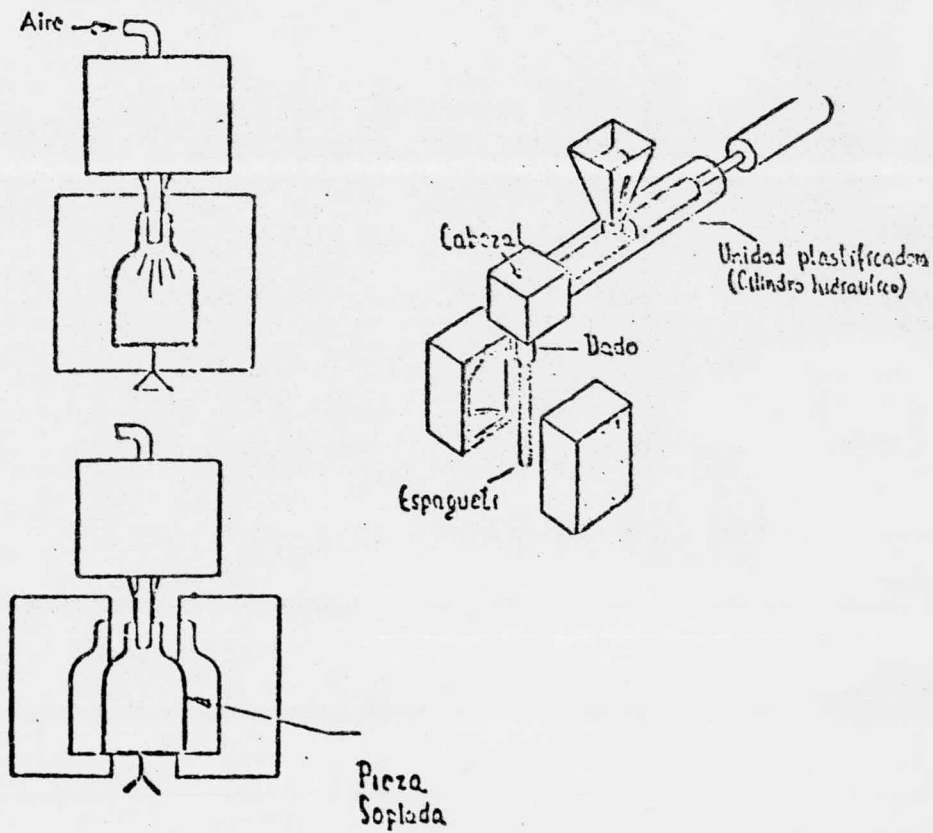 Aire
Cabezal
Unidad plastificadora
(Cilindro hidraulico)
Dado
Espagueti
Pieza
Soplada